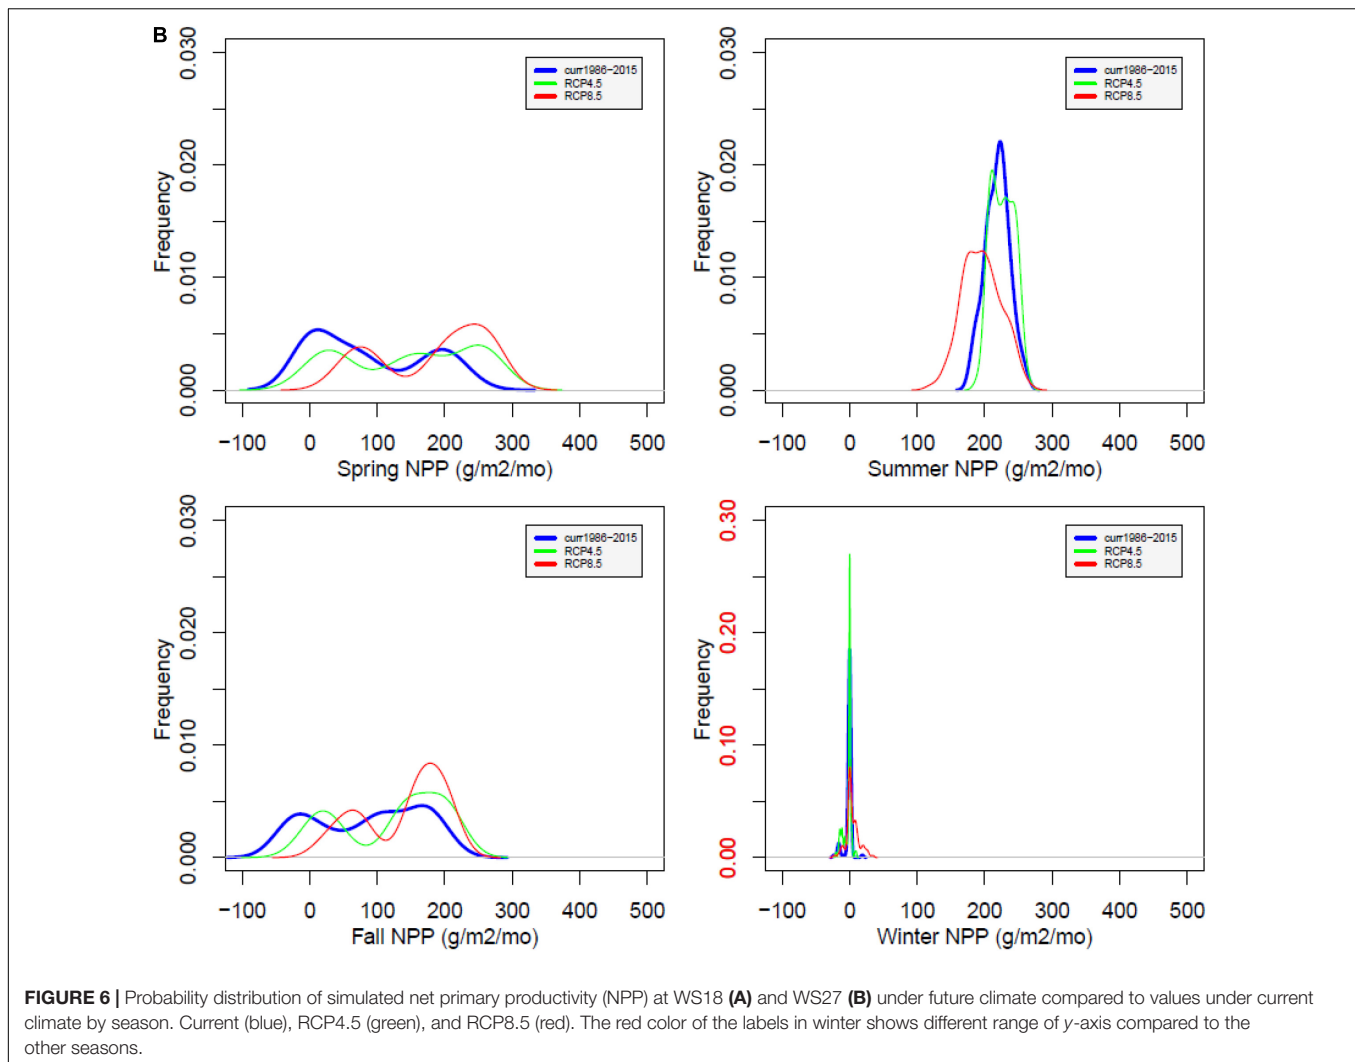 B
0.030
0.020
0.010
0.000
Frequency
curr1986–2015
RCP4.5
RCP8.5
−100 0 100 200 300 400 500
Spring NPP (g/m2/mo)
0.030
0.020
0.010
0.000
Frequency
curr1986–2015
RCP4.5
RCP8.5
−100 0 100 200 300 400 500
Summer NPP (g/m2/mo)
0.030
0.020
0.010
0.000
Frequency
curr1986–2015
RCP4.5
RCP8.5
−100 0 100 200 300 400 500
Fall NPP (g/m2/mo)
0.30
0.20
0.10
0.00
Frequency
curr1986–2015
RCP4.5
RCP8.5
−100 0 100 200 300 400 500
Winter NPP (g/m2/mo)
FIGURE 6 | Probability distribution of simulated net primary productivity (NPP) at WS18 (A) and WS27 (B) under future climate compared to values under current
climate by season. Current (blue), RCP4.5 (green), and RCP8.5 (red). The red color of the labels in winter shows different range of y-axis compared to the
other seasons.